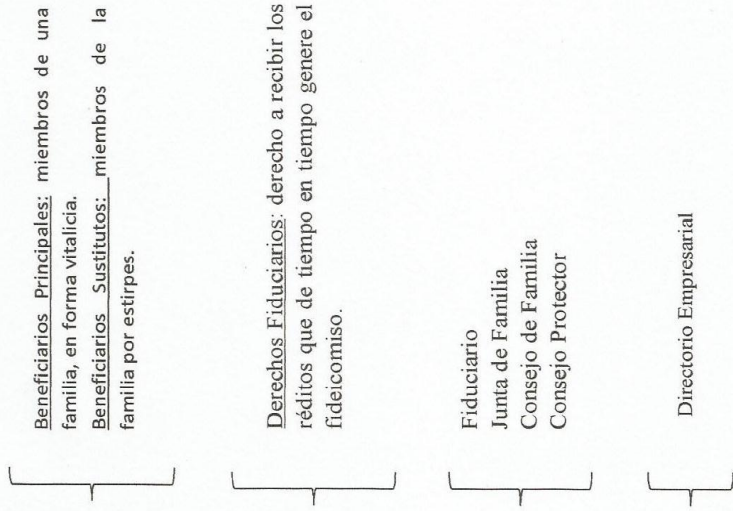 Beneficiarios Principales: miembros de una
familia, en forma vitalicia.
Beneficiarios Sustitutos: miembros de la
familia por estirpes.
Derechos Fiduciarios: derecho a recibir los
réditos que de tiempo en tiempo genere el
fideicomiso.
Fiduciario
Junta de Familia
Consejo de Familia
Consejo Protector
Directorio Empresarial